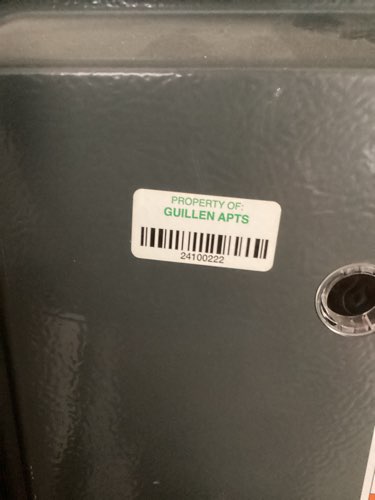 PROPERTY OF:
GUILLEN APTS
24100222